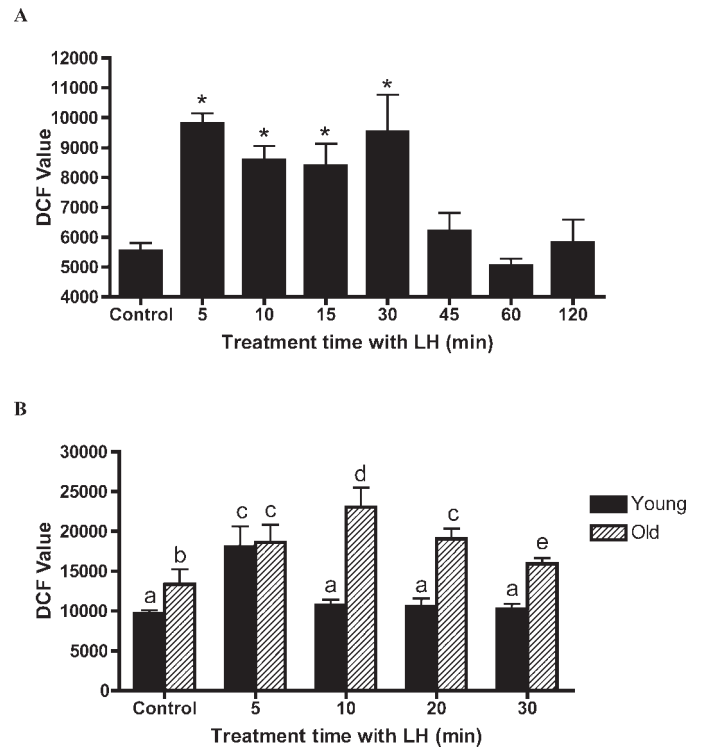 A
12000
11000
10000
9000
8000
7000
6000
5000
4000
DCF Value
* * * *
Control 5 10 15 30 45 60 120
Treatment time with LH (min)
B
30000
25000
20000
15000
10000
5000
0
DCF Value
a b c c a d a c a e
Control 5 10 20 30
Treatment time with LH (min)
Young
Old